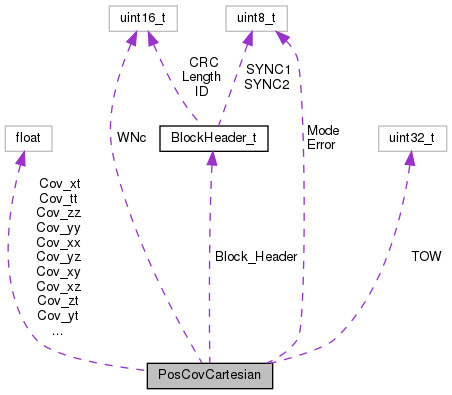 uint16_t
uint8_t
CRC
Length
ID
SYNC1
SYNC2
float
WNc
BlockHeader_t
Mode
Error
uint32_t
Cov_xt
Cov_tt
Cov_zz
Cov_yy
Cov_xx
Cov_yz
Cov_xy
Cov_xz
Cov_zt
Cov_yt
...
Block_Header
TOW
PosCovCartesian